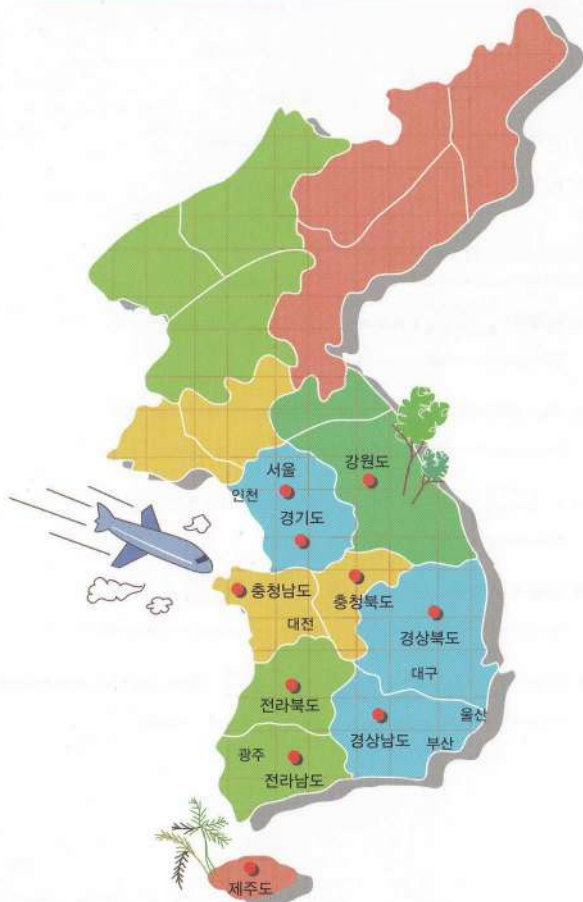 서울
강원도
인천
경기도
충청남도
충청북도
대전
경상북도
대구
전라북도
울산
경상남도
부산
광주
전라남도
제주도